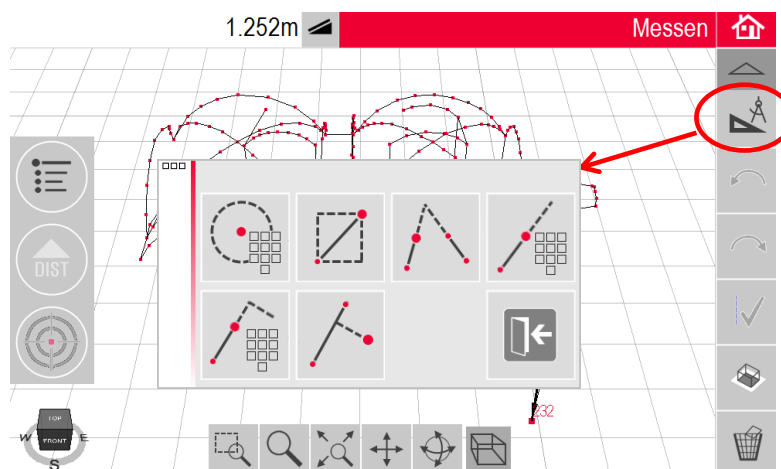 1.252m
Messen
DIST
232
TOP
FRONT
W
E
S